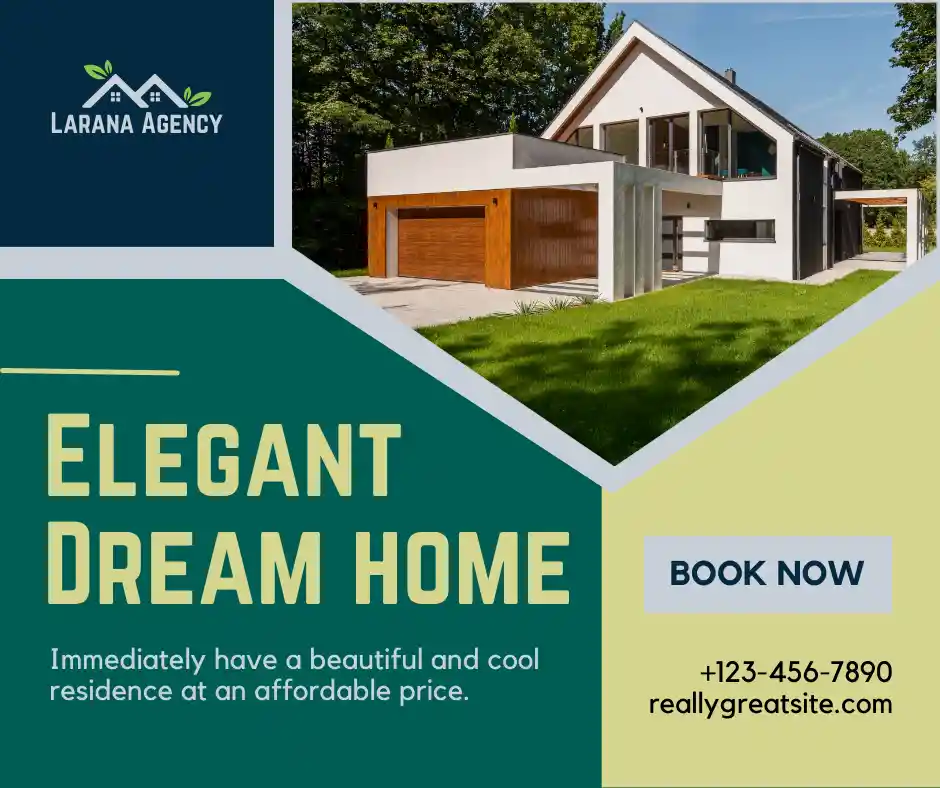 Larana Agency
Elegant
Dream home
Immediately have a beautiful and cool
residence at an affordable price.
BOOK NOW
+123-456-7890
reallygreatsite.com